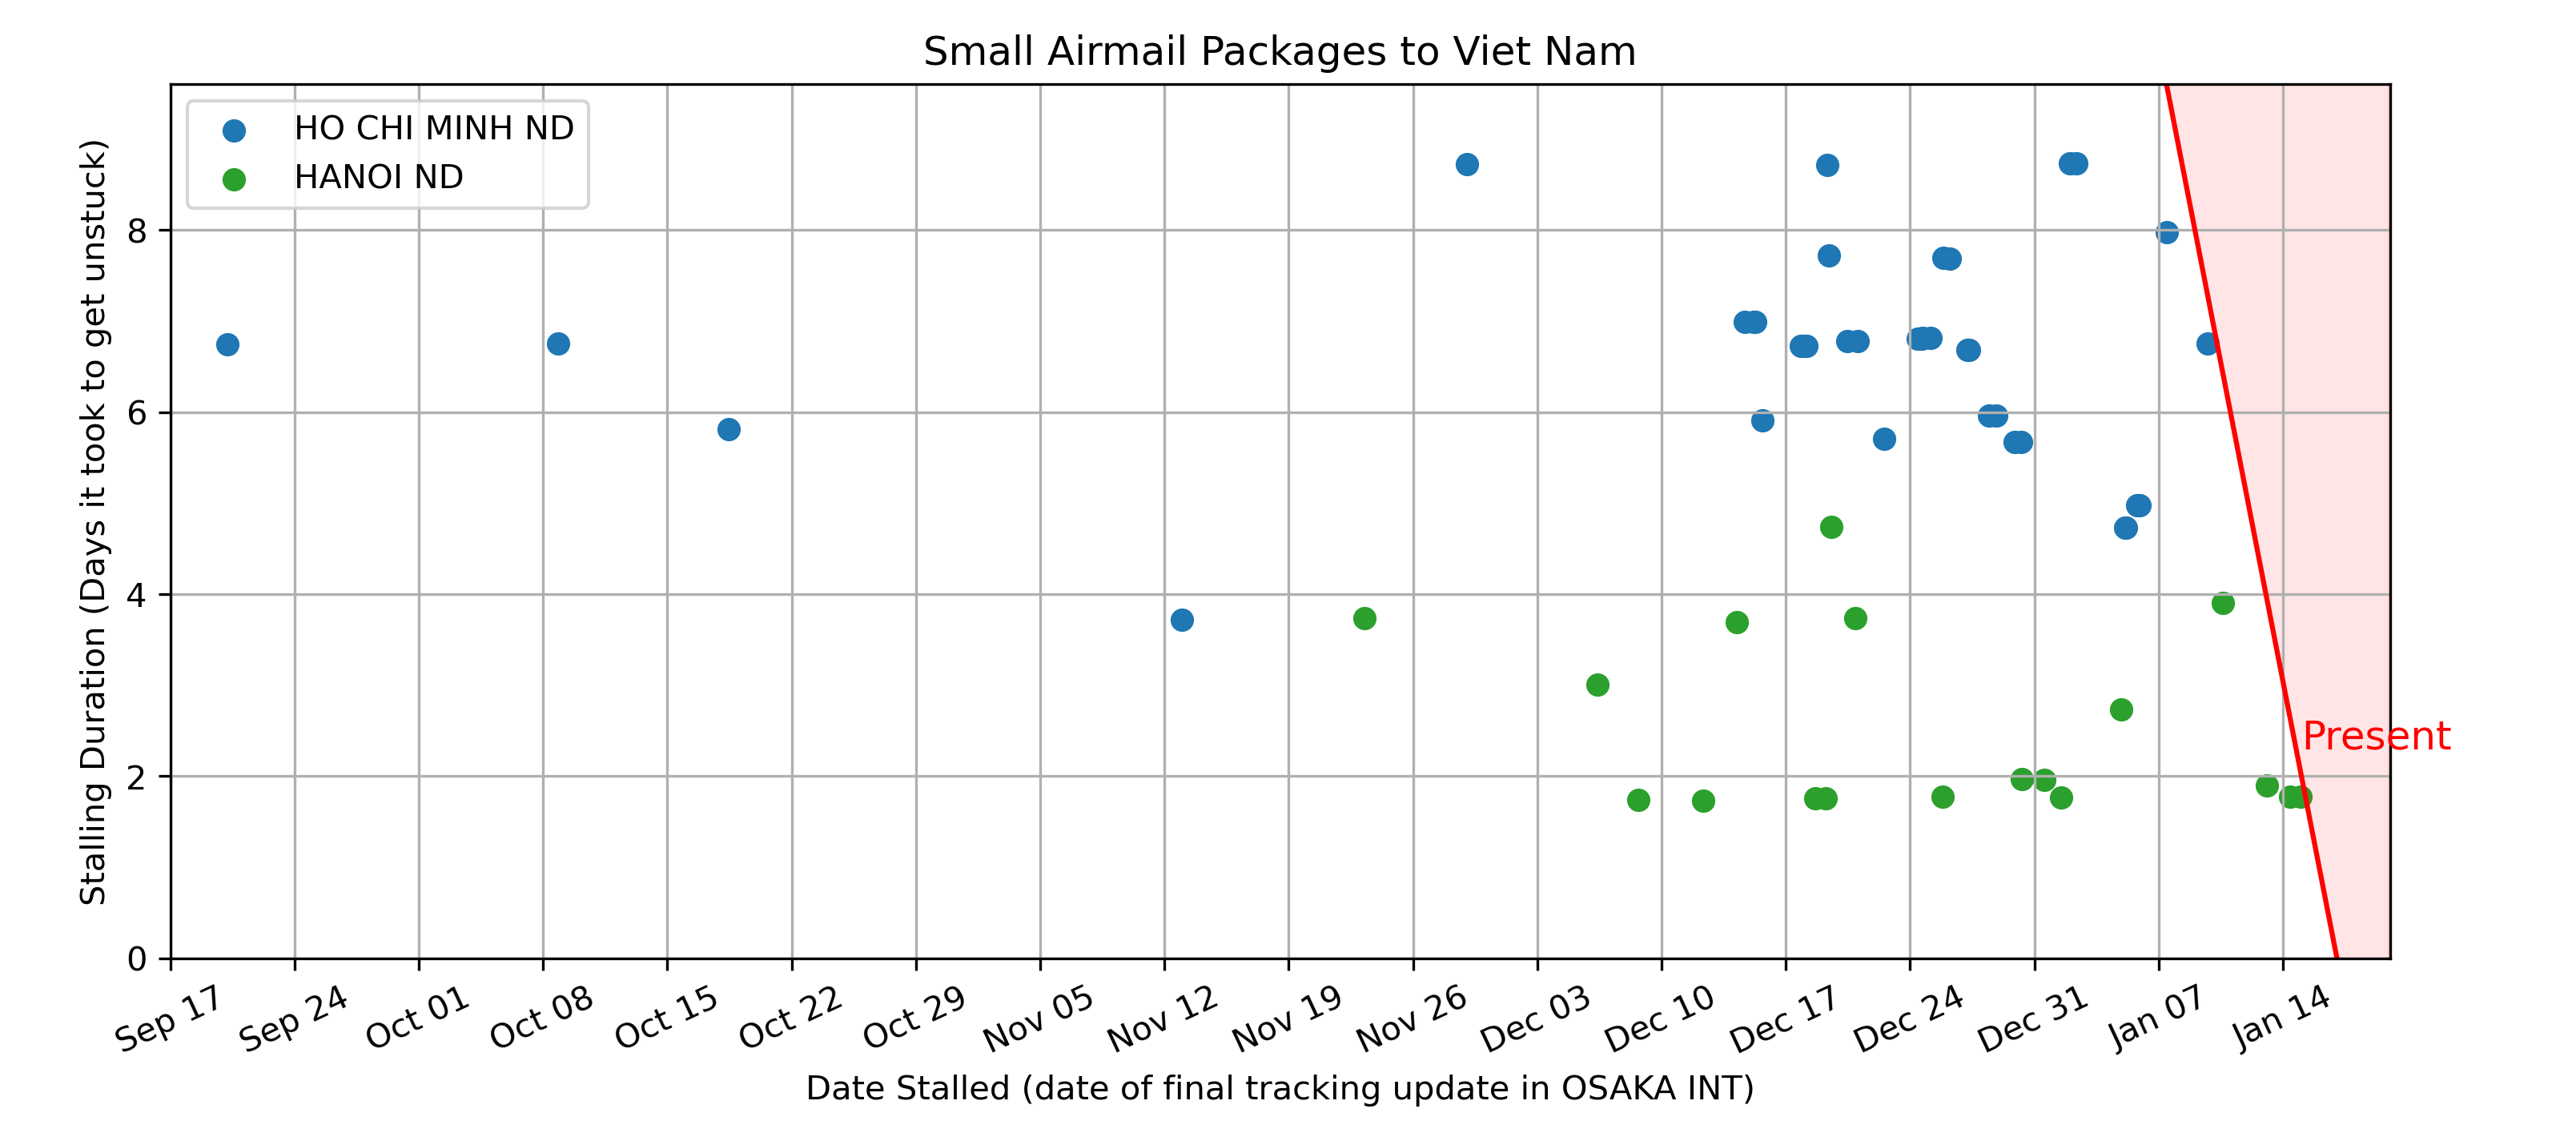 Small Airmail Packages to Viet Nam
HO CHI MINH ND
HANOI ND
Stalling Duration (Days it took to get unstuck)
8
6
4
2
0
Present
Sep 17
Sep 24
Oct 01
Oct 08
Oct 15
Oct 22
Oct 29
Nov 05
Nov 12
Nov 19
Nov 26
Dec 03
Dec 10
Dec 17
Dec 24
Dec 31
Jan 07
Jan 14
Date Stalled (date of final tracking update in OSAKA INT)